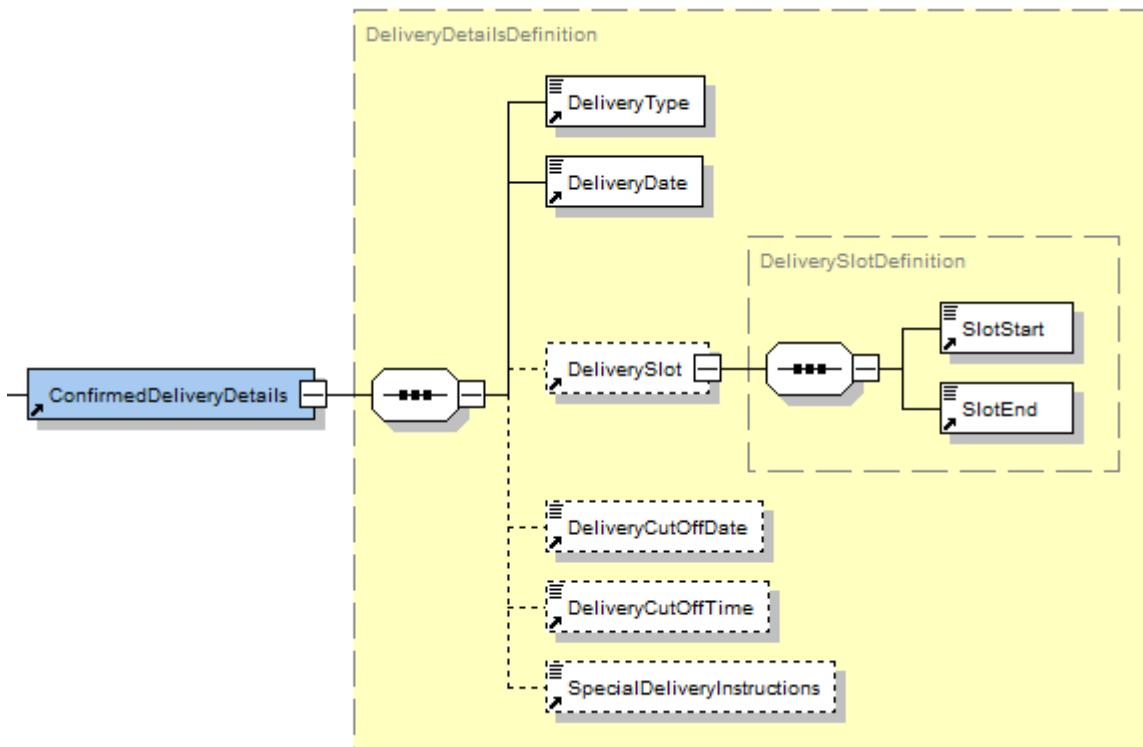 DeliveryDetailsDefinition
DeliveryType
DeliveryDate
DeliverySlotDefinition
SlotStart
DeliverySlot
ConfirmedDeliveryDetails
SlotEnd
DeliveryCutOffDate
DeliveryCutOffTime
SpecialDeliveryInstructions